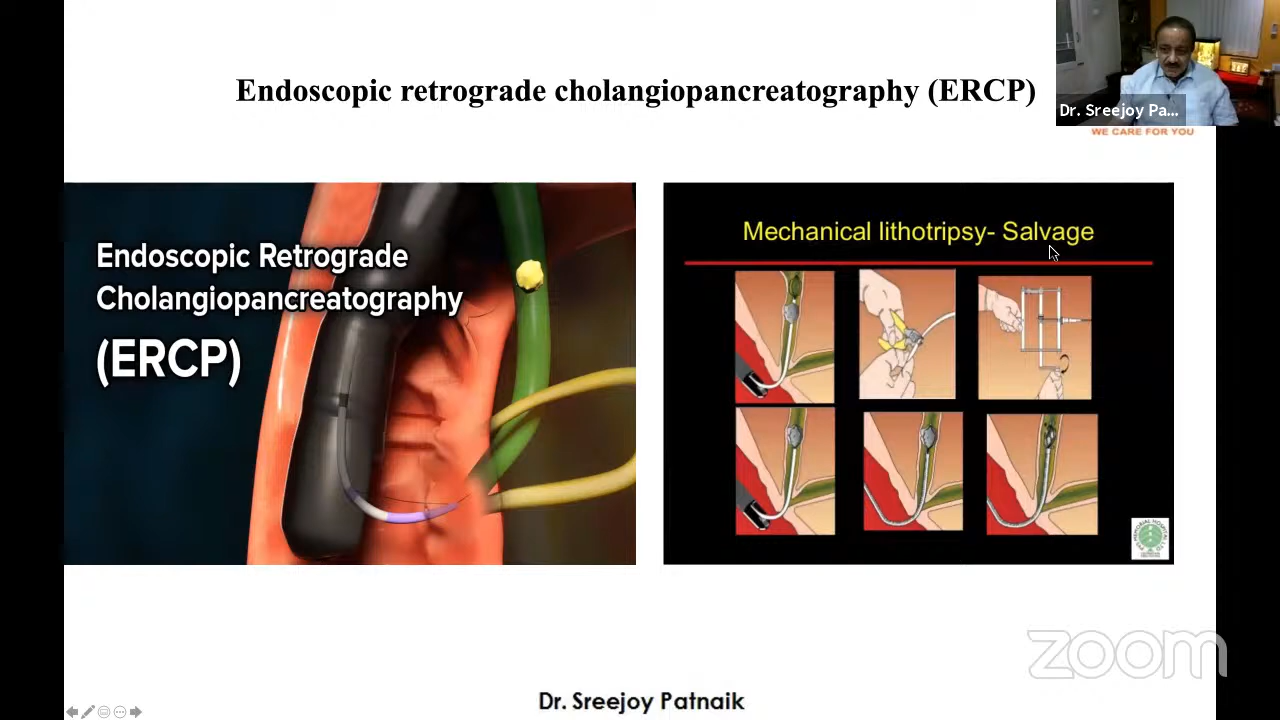 Endoscopic retrograde cholangiopancreatography (ERCP)
Dr. Sreejoy Pa...
WE CARE FOR YOU
Endoscopic Retrograde
Cholangiopancreatography
(ERCP)
Mechanical lithotripsy- Salvage
zoom
Dr. Sreejoy Patnaik